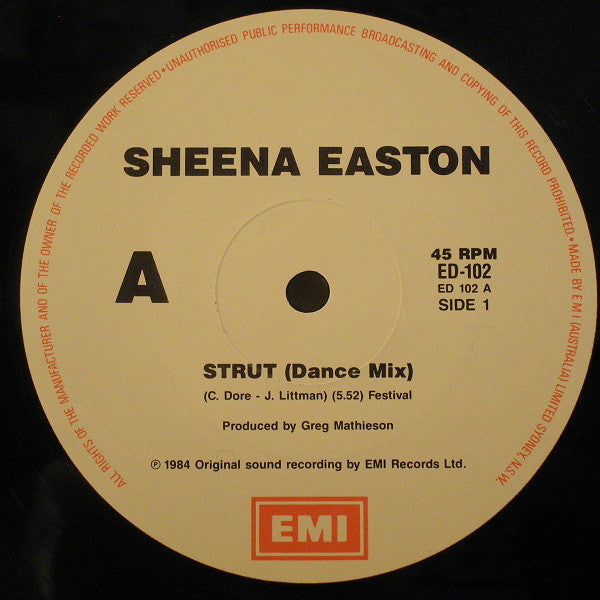 ALL RIGHTS OF THE MANUFACTURER AND OF THE OWNER OF THE RECORDED WORK RESERVED•UNAUTHORISED PUBLIC PERFORMANCE BROADCASTING AND COPYING OF THIS RECORD PROHIBITED.•MADE BY E M I (AUSTRALIA) LIMITED SYDNEY, N.S.W.
SHEENA EASTON
A
45 RPM
ED-102
ED 102 A
SIDE 1
STRUT (Dance Mix)
(C. Dore - J. Littman) (5.52) Festival
Produced by Greg Mathieson
℗ 1984 Original sound recording by EMI Records Ltd.
EMI